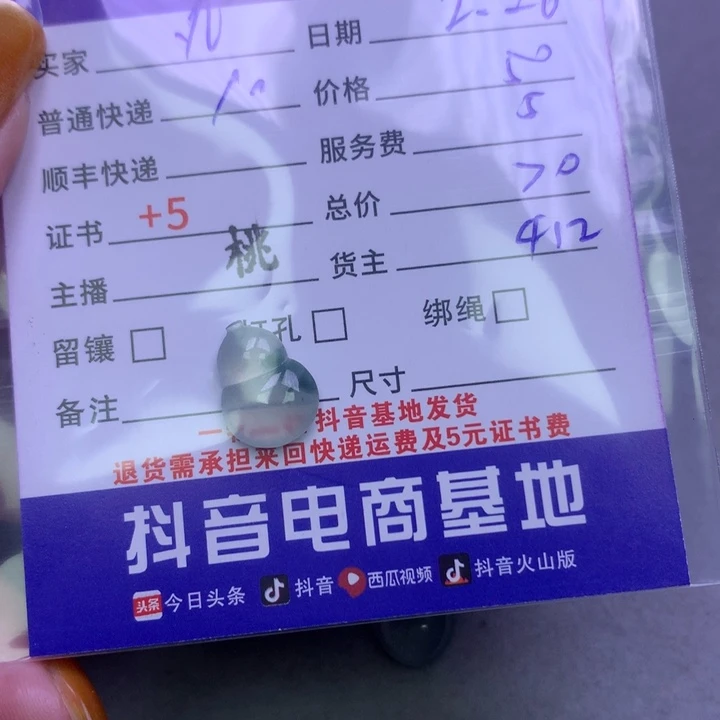 买家 日期
普通快递 价格
顺丰快递 服务费 5
证书 +5 总价 70
主播 桃 货主 412
留镶 □ 打孔 □ 绑绳 □
备注 尺寸
抖音基地发货
退货需承担来回快递运费及5元证书费
抖音电商基地
头条 今日头条 抖音 西瓜视频 抖音火山版